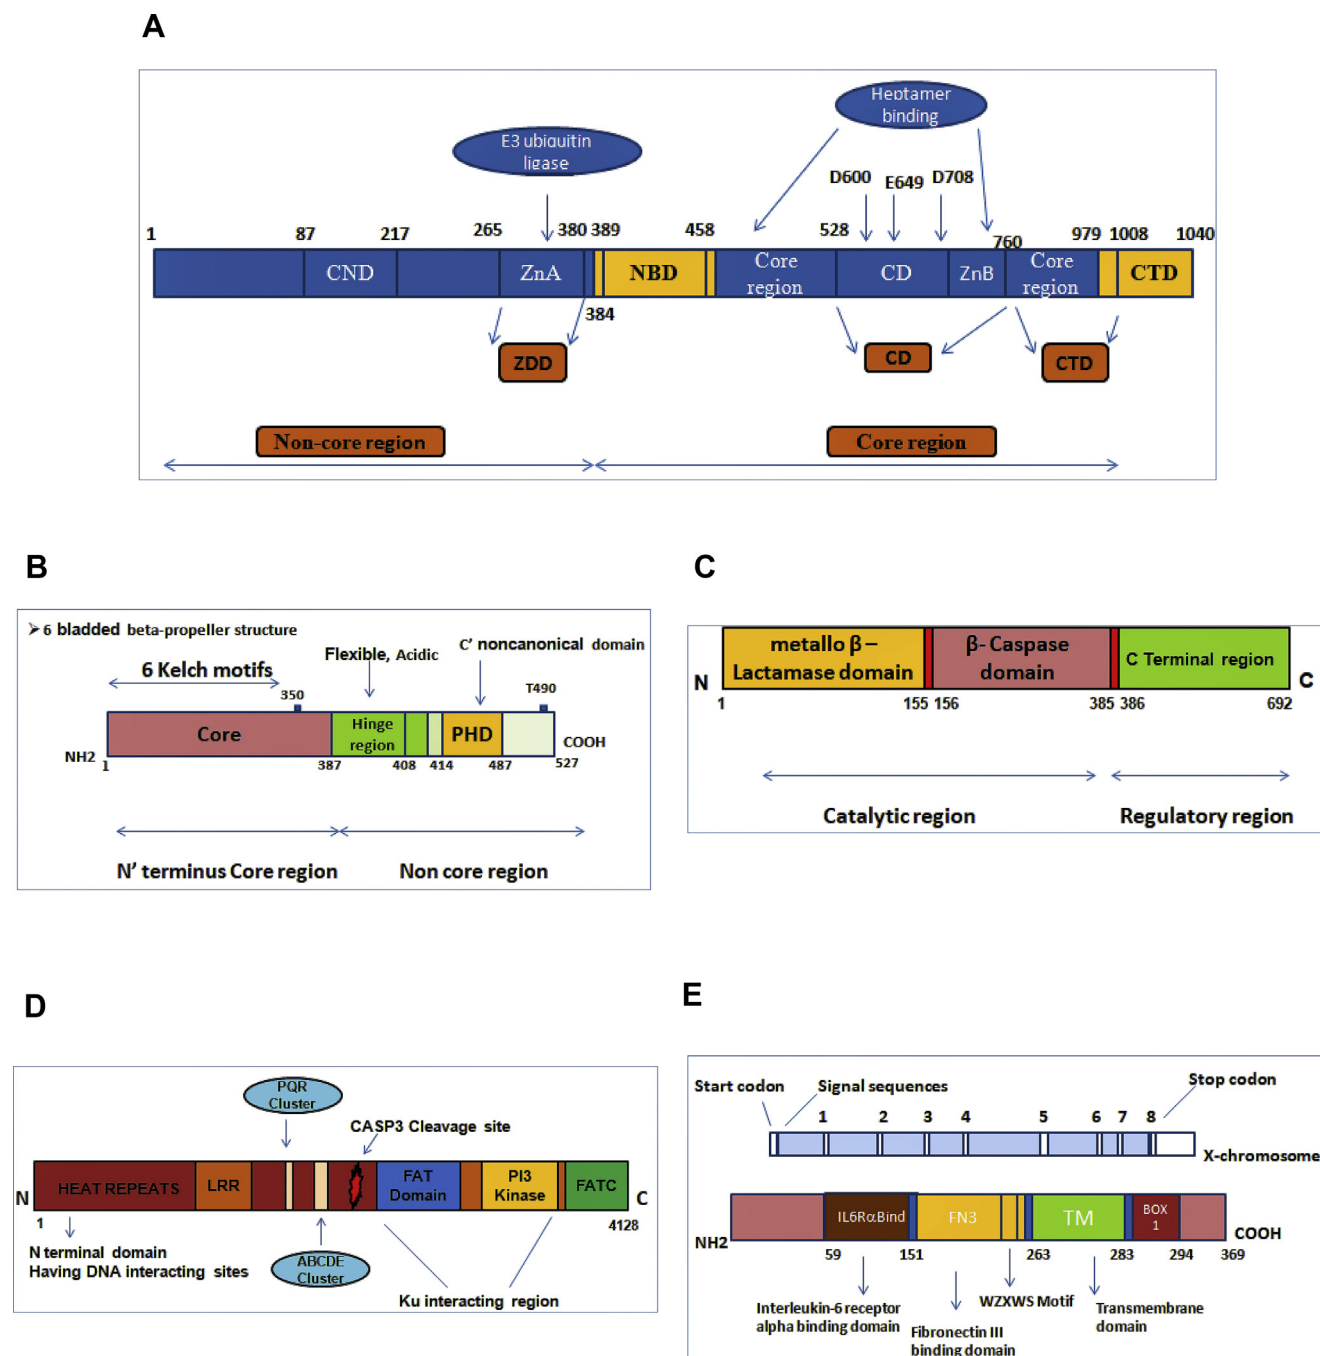 A
Heptamer
binding
E3 ubiquitin
ligase
D600
E649
D708
1
87
217
265
380
389
458
528
760
979
1008
1040
CND
ZnA
NBD
Core
region
CD
ZnB
Core
region
CTD
384
ZDD
CD
CTD
Non-core region
Core region
B
➢ 6 bladded beta-propeller structure
6 Kelch motifs
Flexible, Acidic
C' noncanonical domain
350
T490
Core
Hinge
region
PHD
NH2
COOH
1
387
408
414
487
527
N' terminus Core region
Non core region
C
metallo β –
Lactamase domain
β- Caspase
domain
C Terminal region
N
C
1
155
156
385
386
692
Catalytic region
Regulatory region
D
PQR
Cluster
CASP3 Cleavage site
HEAT REPEATS
LRR
FAT
Domain
PI3
Kinase
FATC
N
C
1
4128
N terminal domain
Having DNA interacting sites
ABCDE
Cluster
Ku interacting region
E
Start codon
Signal sequences
Stop codon
1
2
3
4
5
6
7
8
X-chromosome
IL6RαBind
FN3
TM
BOX
1
NH2
COOH
59
151
263
283
294
369
Interleukin-6 receptor
alpha binding domain
Fibronectin III
binding domain
WZXWS Motif
Transmembrane
domain